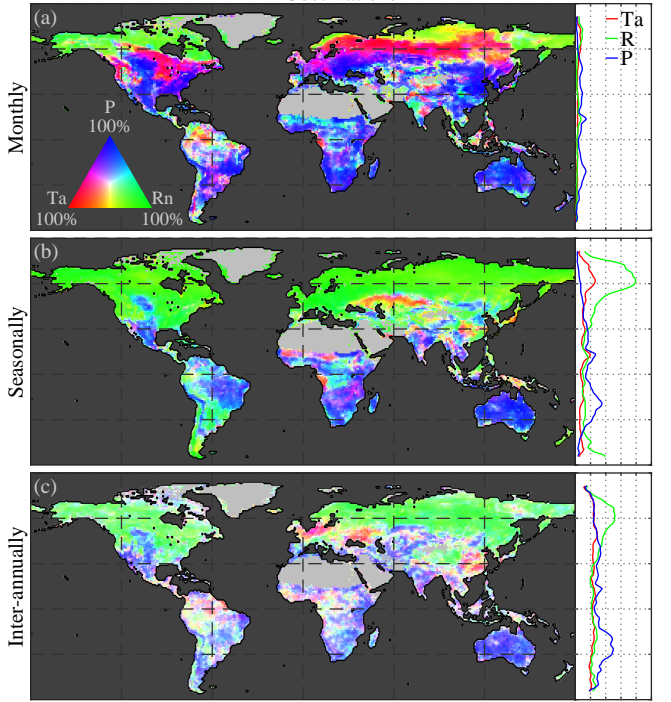 (a)
Monthly
P
100%
Ta
Rn
100%
100%
Ta
R
P
(b)
Seasonally
(c)
Inter-annually